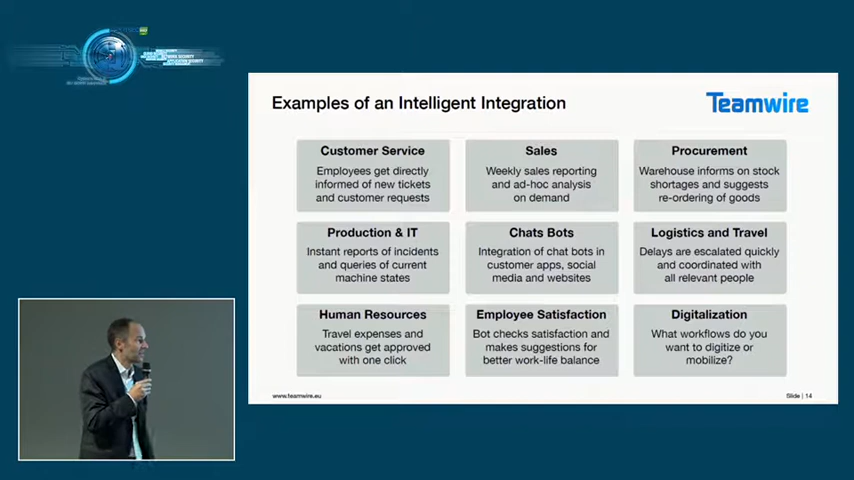 Examples of an Intelligent Integration
Teamwire
Customer Service
Employees get directly
informed of new tickets
and customer requests
Sales
Weekly sales reporting
and ad-hoc analysis
on demand
Procurement
Warehouse informs on stock
shortages and suggests
re-ordering of goods
Production & IT
Instant reports of incidents
and queries of current
machine states
Chats Bots
Integration of chat bots in
customer apps, social
media and websites
Logistics and Travel
Delays are escalated quickly
and coordinated with
all relevant people
Human Resources
Travel expenses and
vacations get approved
with one click
Employee Satisfaction
Bot checks satisfaction and
makes suggestions for
better work-life balance
Digitalization
What workflows do you
want to digitize or
mobilize?
www.teamwire.eu
Slide | 14